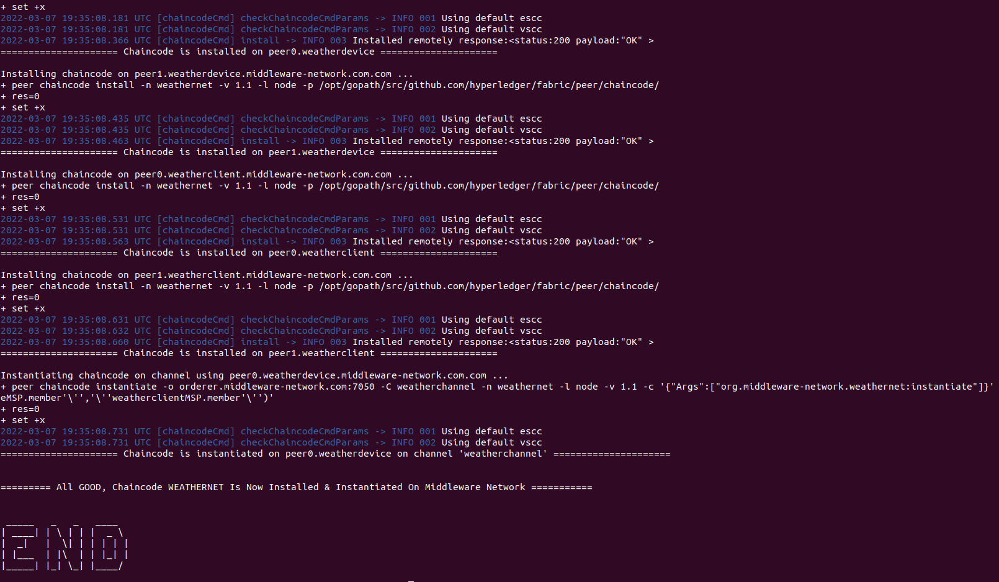 + set +x
2022-03-07 19:35:08.181 UTC [chaincodeCmd] checkChaincodeCmdParams -> INFO 001 Using default escc
2022-03-07 19:35:08.181 UTC [chaincodeCmd] checkChaincodeCmdParams -> INFO 002 Using default vscc
2022-03-07 19:35:08.366 UTC [chaincodeCmd] install -> INFO 003 Installed remotely response:<status:200 payload:"OK" >
===================== Chaincode is installed on peer0.weatherdevice =====================

Installing chaincode on peer1.weatherdevice.middleware-network.com.com ...
+ peer chaincode install -n weathernet -v 1.1 -l node -p /opt/gopath/src/github.com/hyperledger/fabric/peer/chaincode/
+ res=0
+ set +x
2022-03-07 19:35:08.435 UTC [chaincodeCmd] checkChaincodeCmdParams -> INFO 001 Using default escc
2022-03-07 19:35:08.435 UTC [chaincodeCmd] checkChaincodeCmdParams -> INFO 002 Using default vscc
2022-03-07 19:35:08.463 UTC [chaincodeCmd] install -> INFO 003 Installed remotely response:<status:200 payload:"OK" >
===================== Chaincode is installed on peer1.weatherdevice =====================

Installing chaincode on peer0.weatherclient.middleware-network.com.com ...
+ peer chaincode install -n weathernet -v 1.1 -l node -p /opt/gopath/src/github.com/hyperledger/fabric/peer/chaincode/
+ res=0
+ set +x
2022-03-07 19:35:08.531 UTC [chaincodeCmd] checkChaincodeCmdParams -> INFO 001 Using default escc
2022-03-07 19:35:08.531 UTC [chaincodeCmd] checkChaincodeCmdParams -> INFO 002 Using default vscc
2022-03-07 19:35:08.563 UTC [chaincodeCmd] install -> INFO 003 Installed remotely response:<status:200 payload:"OK" >
===================== Chaincode is installed on peer0.weatherclient =====================

Installing chaincode on peer1.weatherclient.middleware-network.com.com ...
+ peer chaincode install -n weathernet -v 1.1 -l node -p /opt/gopath/src/github.com/hyperledger/fabric/peer/chaincode/
+ res=0
+ set +x
2022-03-07 19:35:08.631 UTC [chaincodeCmd] checkChaincodeCmdParams -> INFO 001 Using default escc
2022-03-07 19:35:08.632 UTC [chaincodeCmd] checkChaincodeCmdParams -> INFO 002 Using default vscc
2022-03-07 19:35:08.660 UTC [chaincodeCmd] install -> INFO 003 Installed remotely response:<status:200 payload:"OK" >
===================== Chaincode is installed on peer1.weatherclient =====================

Instantiating chaincode on channel using peer0.weatherdevice.middleware-network.com.com ...
+ peer chaincode instantiate -o orderer.middleware-network.com:7050 -C weatherchannel -n weathernet -l node -v 1.1 -c '{"Args":["org.middleware-network.weathernet:instantiate"]}'
eMSP.member'\'','\''weatherclientMSP.member'\'')'
+ res=0
+ set +x
2022-03-07 19:35:08.731 UTC [chaincodeCmd] checkChaincodeCmdParams -> INFO 001 Using default escc
2022-03-07 19:35:08.731 UTC [chaincodeCmd] checkChaincodeCmdParams -> INFO 002 Using default vscc
===================== Chaincode is instantiated on peer0.weatherdevice on channel 'weatherchannel' =====================


========= All GOOD, Chaincode WEATHERNET Is Now Installed & Instantiated On Middleware Network ===========


 _____   _   _   ____
| ____| | \ | | |  _ \
|  _|   |  \| | | | | |
| |___  | |\  | | |_| |
|_____| |_| \_| |____/